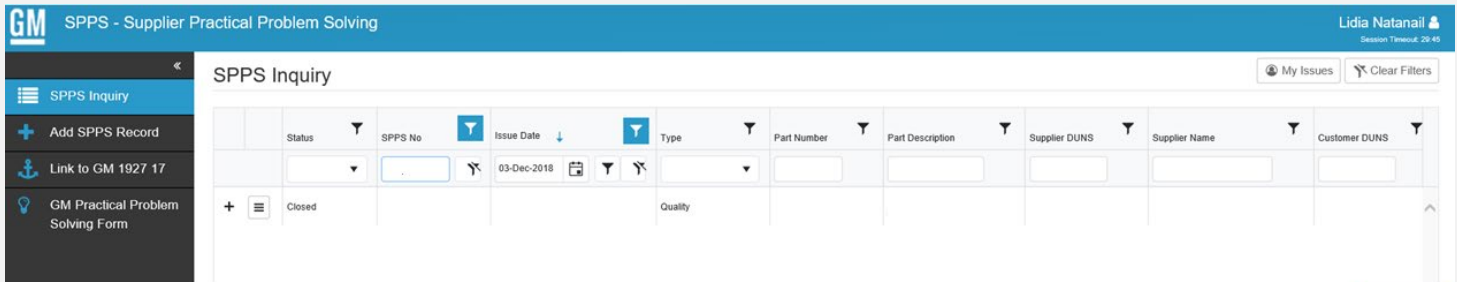 GM
SPPS - Supplier Practical Problem Solving
Lidia Natanail
Session Timeout: 29:45
«
SPPS Inquiry
Add SPPS Record
Link to GM 1927 17
GM Practical Problem
Solving Form
SPPS Inquiry
My Issues
Clear Filters
Status SPPS No Issue Date ↓ Type Part Number Part Description Supplier DUNS Supplier Name Customer DUNS
03-Dec-2018
+ Closed Quality